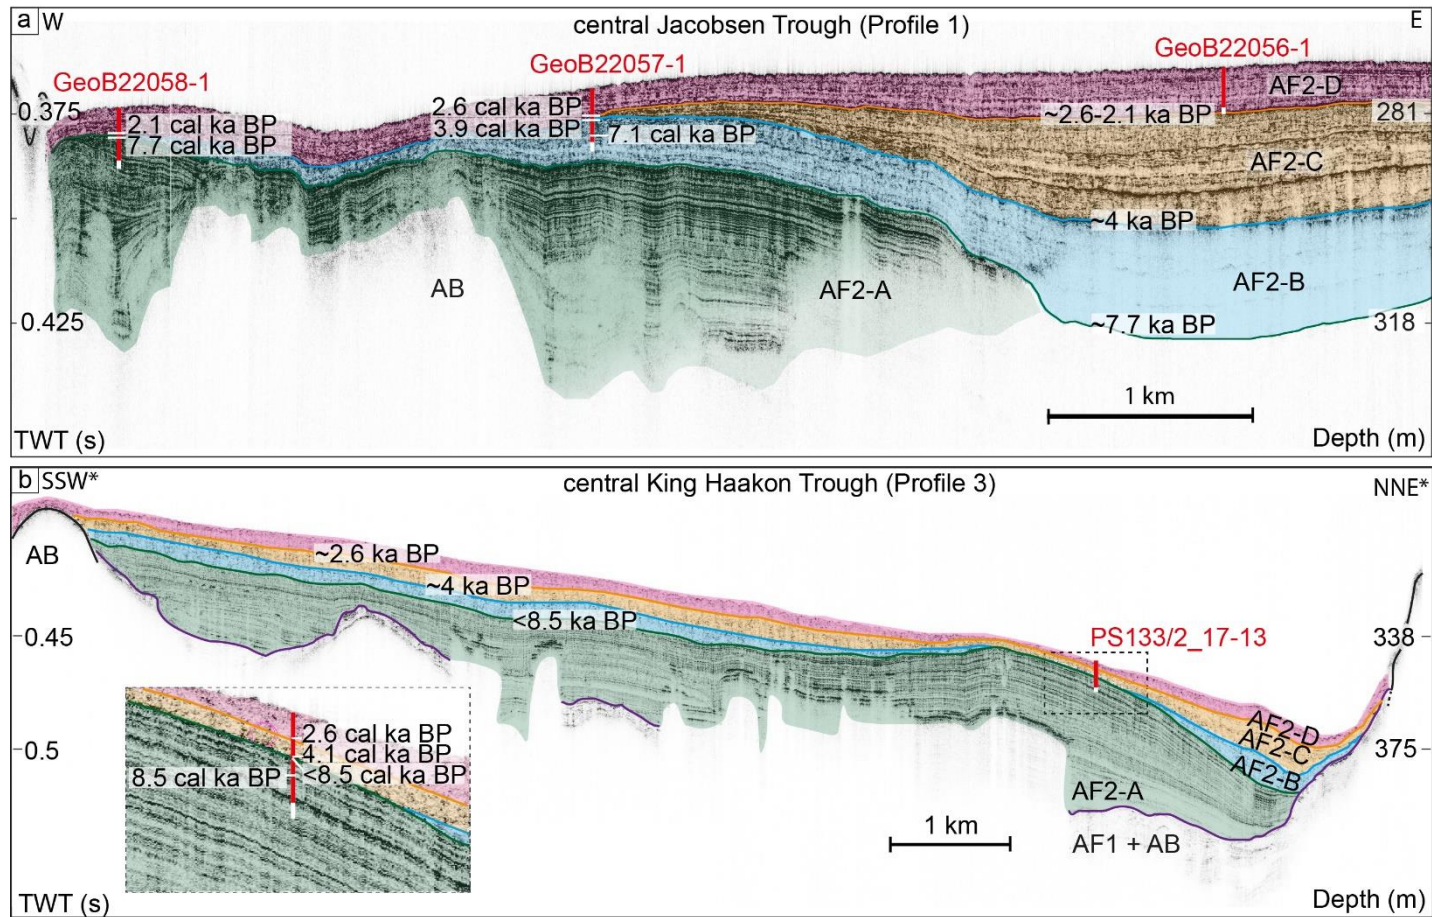 a W
central Jacobsen Trough (Profile 1)
E
GeoB22058-1
GeoB22057-1
GeoB22056-1
0.375
2.1 cal ka BP
7.7 cal ka BP
2.6 cal ka BP
3.9 cal ka BP
7.1 cal ka BP
~2.6-2.1 ka BP
AF2-D
281
AF2-C
~4 ka BP
AB
AF2-A
AF2-B
0.425
~7.7 ka BP
318
1 km
TWT (s)
Depth (m)
b SSW*
central King Haakon Trough (Profile 3)
NNE*
AB
~2.6 ka BP
~4 ka BP
<8.5 ka BP
0.45
PS133/2_17-13
338
2.6 cal ka BP
4.1 cal ka BP
8.5 cal ka BP
<8.5 cal ka BP
0.5
AF2-D
AF2-C
AF2-B
375
AF2-A
1 km
AF1 + AB
TWT (s)
Depth (m)